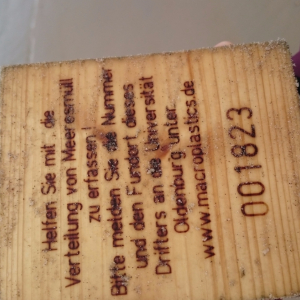 Helfen Sie mit die
Verteilung von Meeresmüll
zu erfassen
Bitte melden Sie die Nummer
und den Fundort dieses
Drifters an die Universität
Oldenburg unter
www.macroplastics.de
001823